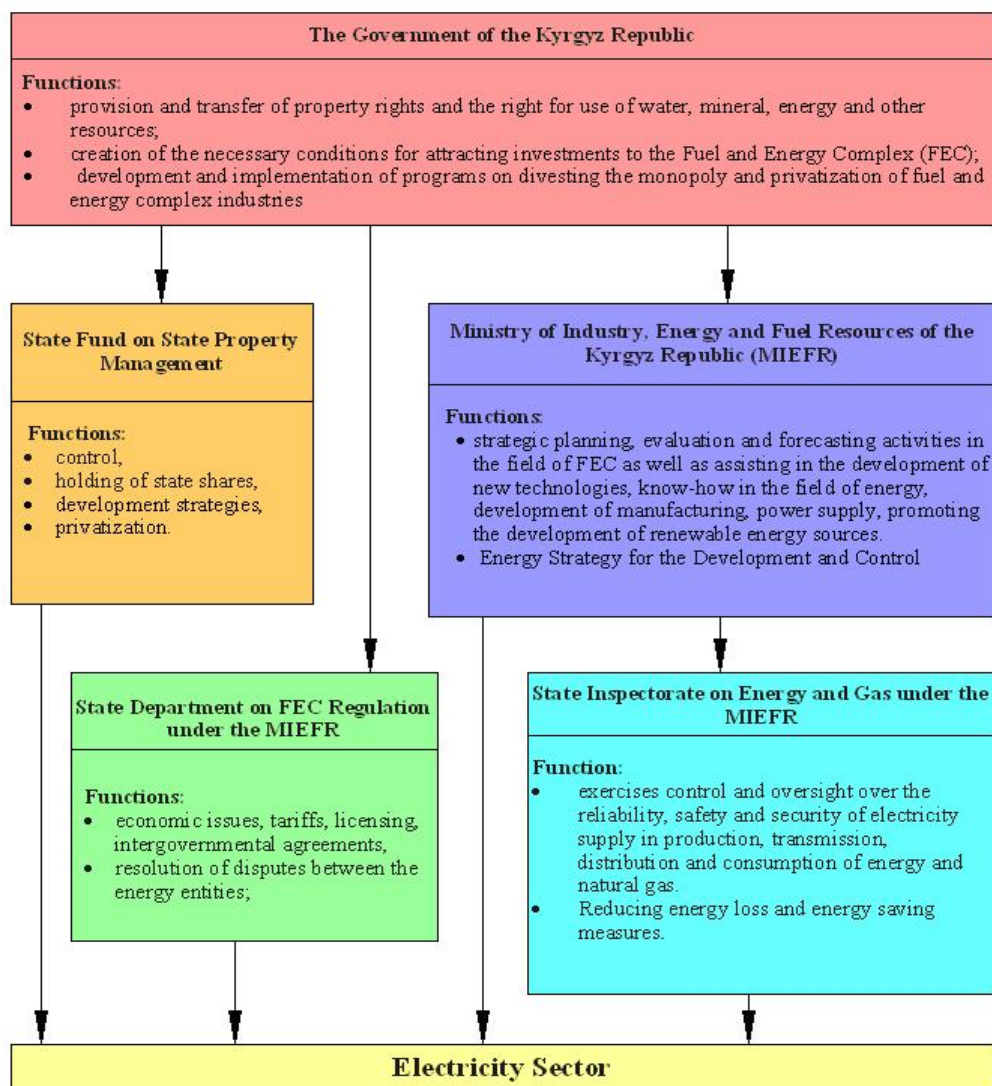 The Government of the Kyrgyz Republic
Functions:
• provision and transfer of property rights and the right for use of water, mineral, energy and other
resources;
• creation of the necessary conditions for attracting investments to the Fuel and Energy Complex (FEC);
• development and implementation of programs on divesting the monopoly and privatization of fuel and
energy complex industries
State Fund on State Property
Management
Functions:
• control,
• holding of state shares,
• development strategies,
• privatization.
Ministry of Industry, Energy and Fuel Resources of the
Kyrgyz Republic (MIEFR)
Functions:
• strategic planning, evaluation and forecasting activities in
the field of FEC as well as assisting in the development of
new technologies, know-how in the field of energy,
development of manufacturing, power supply, promoting
the development of renewable energy sources.
• Energy Strategy for the Development and Control
State Department on FEC Regulation
under the MIEFR
Functions:
• economic issues, tariffs, licensing,
intergovernmental agreements,
• resolution of disputes between the
energy entities;
State Inspectorate on Energy and Gas under the
MIEFR
Function:
• exercises control and oversight over the
reliability, safety and security of electricity
supply in production, transmission,
distribution and consumption of energy and
natural gas.
• Reducing energy loss and energy saving
measures.
Electricity Sector